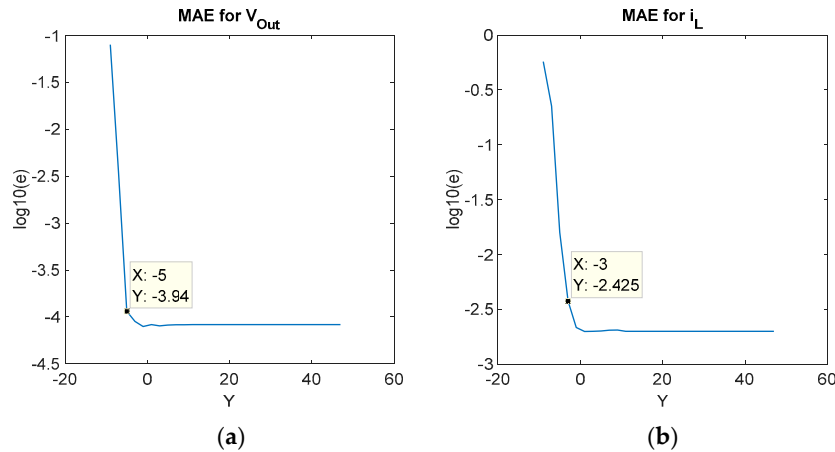 MAE for V_Out
-1
-1.5
-2
-2.5
-3
-3.5
-4
-4.5
log10(e)
X: -5
Y: -3.94
-20
0
20
40
60
Y
(a)
MAE for i_L
0
-0.5
-1
-1.5
-2
-2.5
-3
log10(e)
X: -3
Y: -2.425
-20
0
20
40
60
Y
(b)